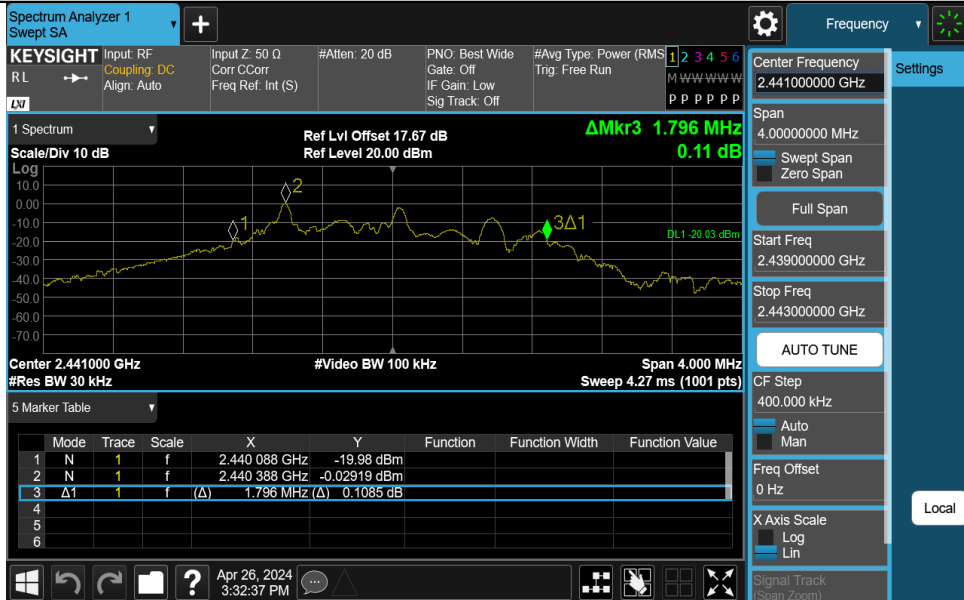 Spectrum Analyzer 1
Swept SA
+
Frequency
KEYSIGHT
RL
LXI
Input: RF
Coupling: DC
Align: Auto
Input Z: 50 Ω
Corr CCorr
Freq Ref: Int (S)
#Atten: 20 dB
PNO: Best Wide
Gate: Off
IF Gain: Low
Sig Track: Off
#Avg Type: Power (RMS
Trig: Free Run
1 2 3 4 5 6
M W W W W W
P P P P P P
1 Spectrum
Scale/Div 10 dB
Ref Lvl Offset 17.67 dB
Ref Level 20.00 dBm
ΔMkr3 1.796 MHz
0.11 dB
Log
10.0
0.00
-10.0
-20.0
-30.0
-40.0
-50.0
-60.0
-70.0
1
2
3Δ1
DL1 -20.03 dBm
Center 2.441000 GHz
#Video BW 100 kHz
Span 4.000 MHz
#Res BW 30 kHz
Sweep 4.27 ms (1001 pts)
5 Marker Table
Mode Trace Scale X Y Function Function Width Function Value
1 N 1 f 2.440 088 GHz -19.98 dBm
2 N 1 f 2.440 388 GHz -0.02919 dBm
3 Δ1 1 f (Δ) 1.796 MHz (Δ) 0.1085 dB
4
5
6
Apr 26, 2024
3:32:37 PM
?
Center Frequency
2.441000000 GHz
Span
4.00000000 MHz
Swept Span
Zero Span
Full Span
Start Freq
2.439000000 GHz
Stop Freq
2.443000000 GHz
AUTO TUNE
CF Step
400.000 kHz
Auto
Man
Freq Offset
0 Hz
X Axis Scale
Log
Lin
Signal Track
(Span Zoom)
Settings
Local